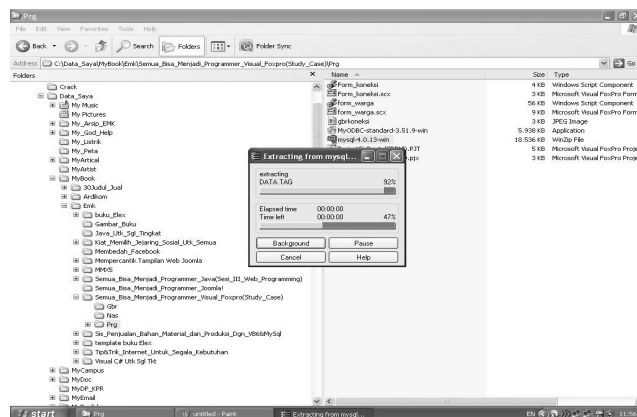 Prg
File Edit View Favorites Tools Help
Back Search Folders Folder Sync
Address C:\Data_Saya\MyBook\Emk\Semua_Bisa_Menjadi_Programmer_Visual_Foxpro(Study_Case)\Prg Go
Folders
Name Size Type
Crack
Data_Saya
My Music
My Pictures
My_Arsip_EMK
My_God_Help
My_Listrik
My_Peta
MyArtical
MyArtist
MyBook
30Judul_Jual
Ardikom
Emk
buku_Elex
Gambar_Buku
Java_Utk_Sgl_Tingkat
Kiat_Memilih_Jejaring_Sosial_Utk_Semua
Membedah_Facebook
Mempercantik Tampilan Web Joomla
MMXS
Semua_Bisa_Menjadi_Programmer_Java(Sesi_III_Web_Programming)
Semua_Bisa_Menjadi_Programmer_Joomla!
Semua_Bisa_Menjadi_Programmer_Visual_Foxpro(Study_Case)
Gbr
Nas
Prg
Sis_Penjualan_Bahan_Material_dan_Produksi_Dgn_VB6&MySql
template buku Elex
Tip&Trik_Internet_Untuk_Segala_Kebutuhan
Visual C# Utk Sgl Tkt
MyCampus
MyDoc
MyDP_KPR
MyEmail
Form_koneksi 4 KB Windows Script Component
Form_koneksi.scx 3 KB Microsoft Visual FoxPro Form
form_warga 56 KB Windows Script Component
form_warga.scx 9 KB Microsoft Visual FoxPro Form
gbrkoneksi 3 KB JPEG Image
MyODBC-standard-3.51.9-win 5.938 KB Application
mysql-4.0.13-win 18.536 KB WinZip File
.PJT 5 KB Microsoft Visual FoxPro Proje
.pjx 3 KB Microsoft Visual FoxPro Proje
Extracting from mysql...
extracting
DATA.TAG 92%
Elapsed time 00:00:00
Time left 00:00:00 47%
Background Pause
Cancel Help
start Prg untitled - Paint Extracting from mysql... EN 11:56